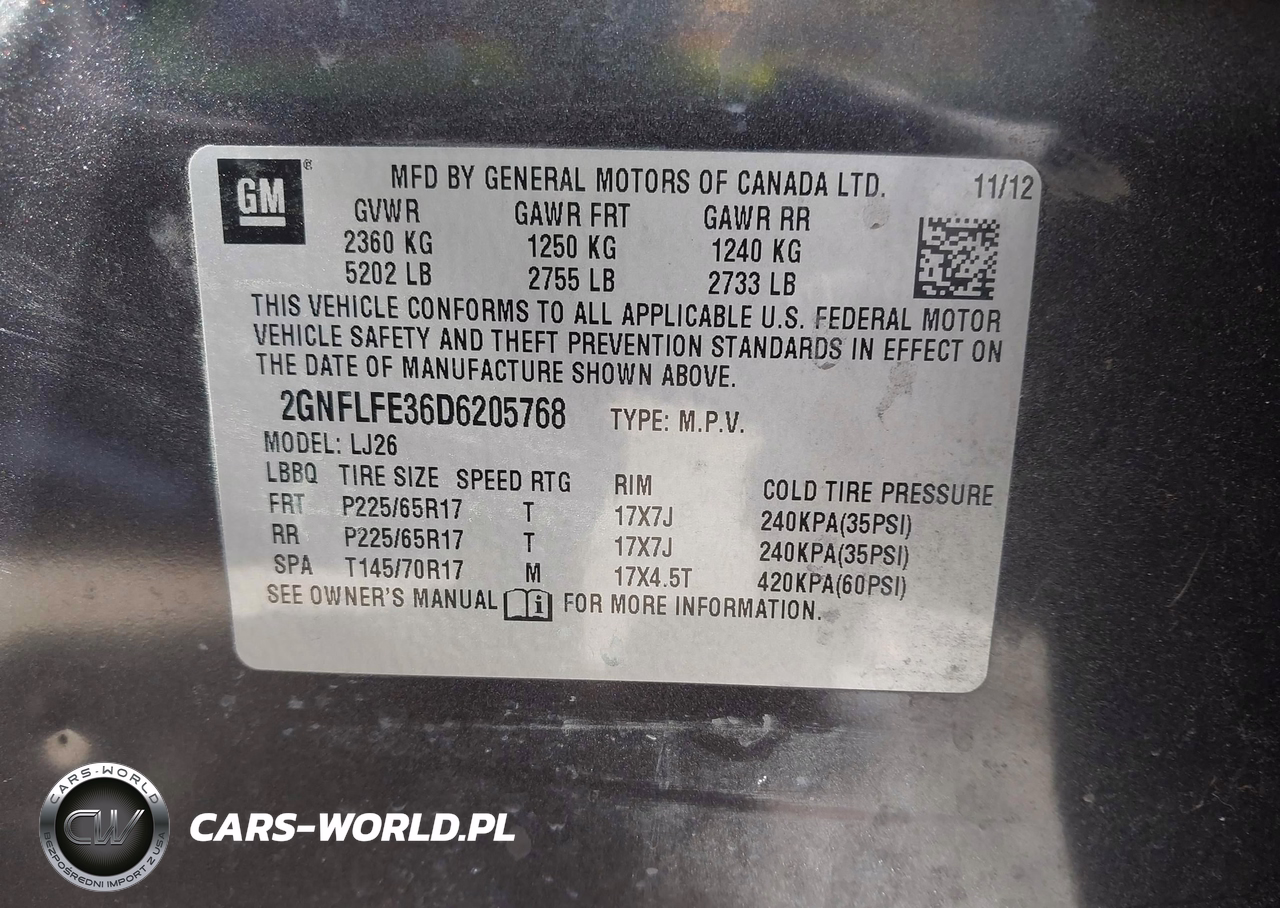 GM ® MFD BY GENERAL MOTORS OF CANADA LTD. 11/12
GVWR GAWR FRT GAWR RR
2360 KG 1250 KG 1240 KG
5202 LB 2755 LB 2733 LB
THIS VEHICLE CONFORMS TO ALL APPLICABLE U.S. FEDERAL MOTOR
VEHICLE SAFETY AND THEFT PREVENTION STANDARDS IN EFFECT ON
THE DATE OF MANUFACTURE SHOWN ABOVE.
2GNFLFE36D6205768 TYPE: M.P.V.
MODEL: LJ26
LBBQ TIRE SIZE SPEED RTG RIM COLD TIRE PRESSURE
FRT P225/65R17 T 17X7J 240KPA(35PSI)
RR P225/65R17 T 17X7J 240KPA(35PSI)
SPA T145/70R17 M 17X4.5T 420KPA(60PSI)
SEE OWNER'S MANUAL i FOR MORE INFORMATION.
CARS-WORLD
CW
BEZPOŚREDNI IMPORT Z USA
CARS-WORLD.PL